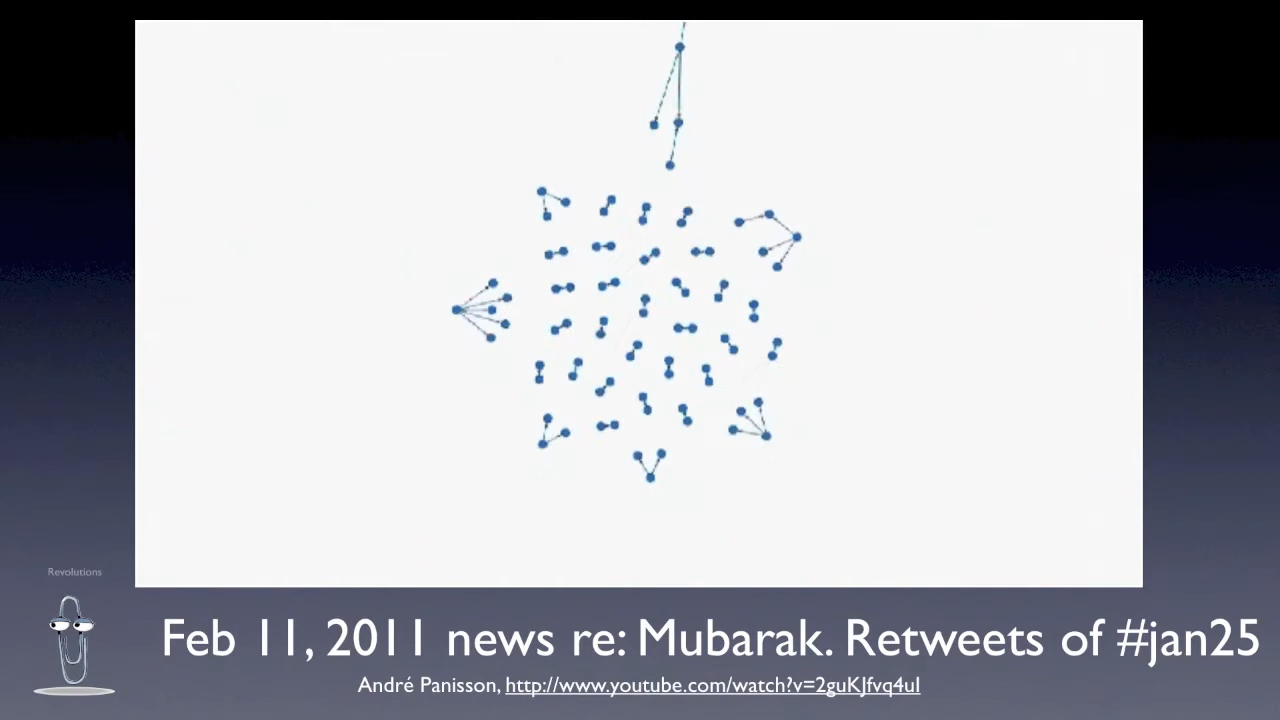 Revolutions
Feb 11, 2011 news re: Mubarak. Retweets of #jan25
André Panisson, http://www.youtube.com/watch?v=2guKJfvq4uI